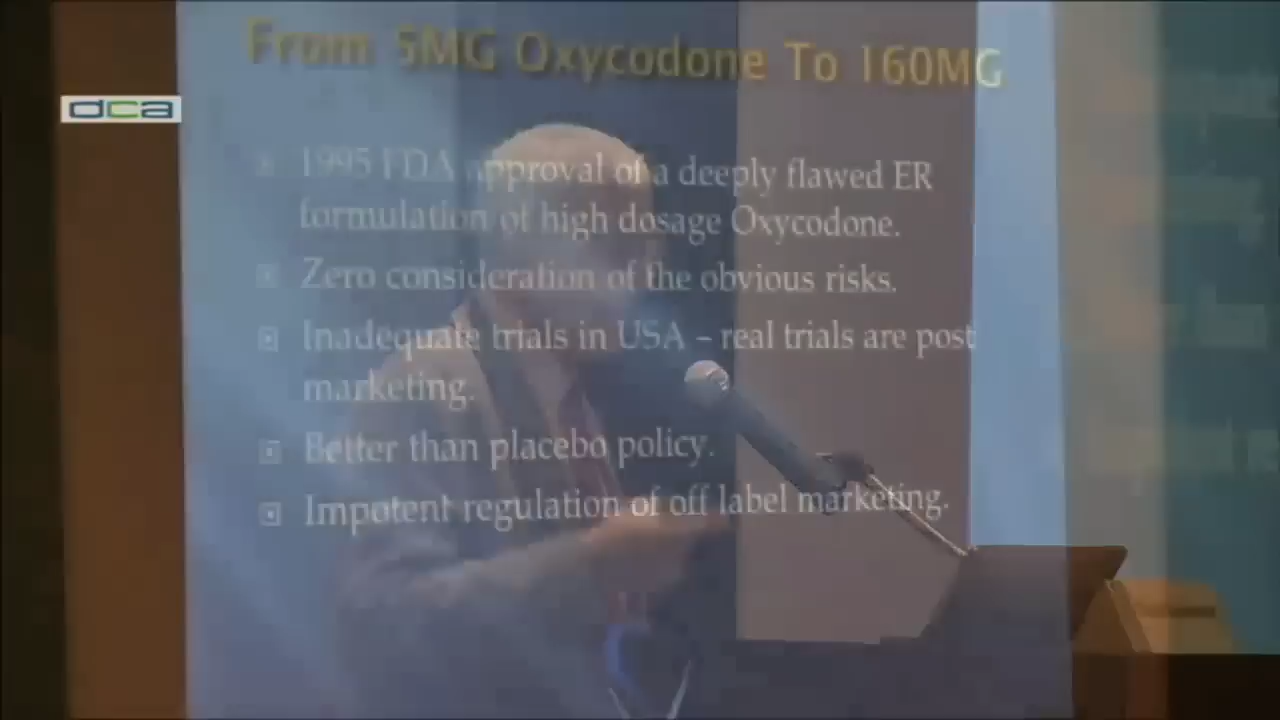 From 5MG Oxycodone To 160MG
dca
1995 FDA approval of a deeply flawed ER
formulation of high dosage Oxycodone.
Zero consideration of the obvious risks.
Inadequate trials in USA – real trials are post
marketing.
Better than placebo policy.
Impotent regulation of off label marketing.